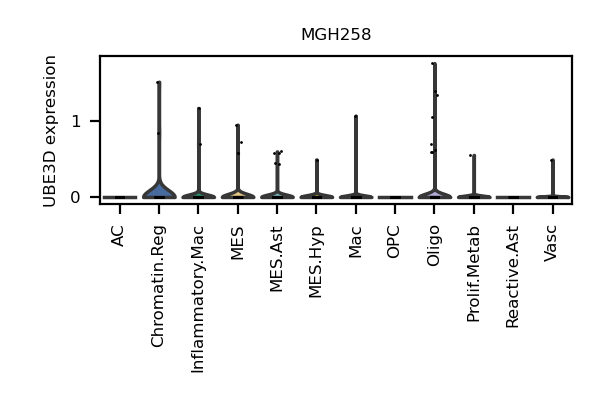 MGH258
UBE3D expression
1
0
AC
Chromatin.Reg
Inflammatory.Mac
MES
MES.Ast
MES.Hyp
Mac
OPC
Oligo
Prolif.Metab
Reactive.Ast
Vasc